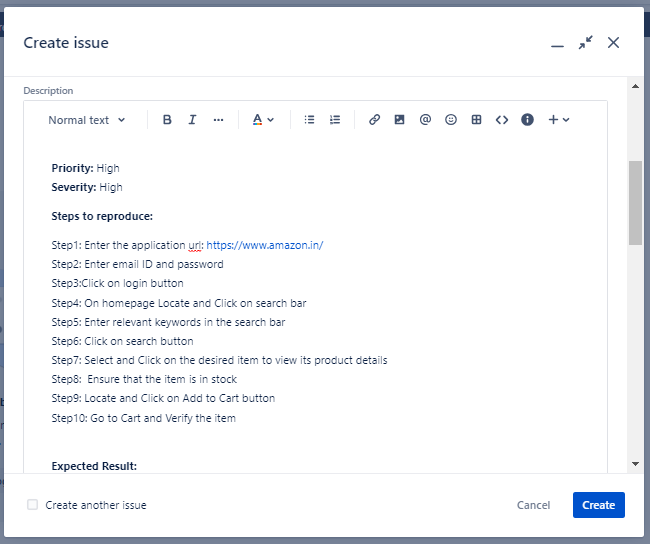 Create issue
Description
Normal text B I ... A @ <> +
Priority: High
Severity: High
Steps to reproduce:
Step1: Enter the application url: https://www.amazon.in/
Step2: Enter email ID and password
Step3:Click on login button
Step4: On homepage Locate and Click on search bar
Step5: Enter relevant keywords in the search bar
Step6: Click on search button
Step7: Select and Click on the desired item to view its product details
Step8:  Ensure that the item is in stock
Step9: Locate and Click on Add to Cart button
Step10: Go to Cart and Verify the item
Expected Result:
Create another issue
Cancel
Create